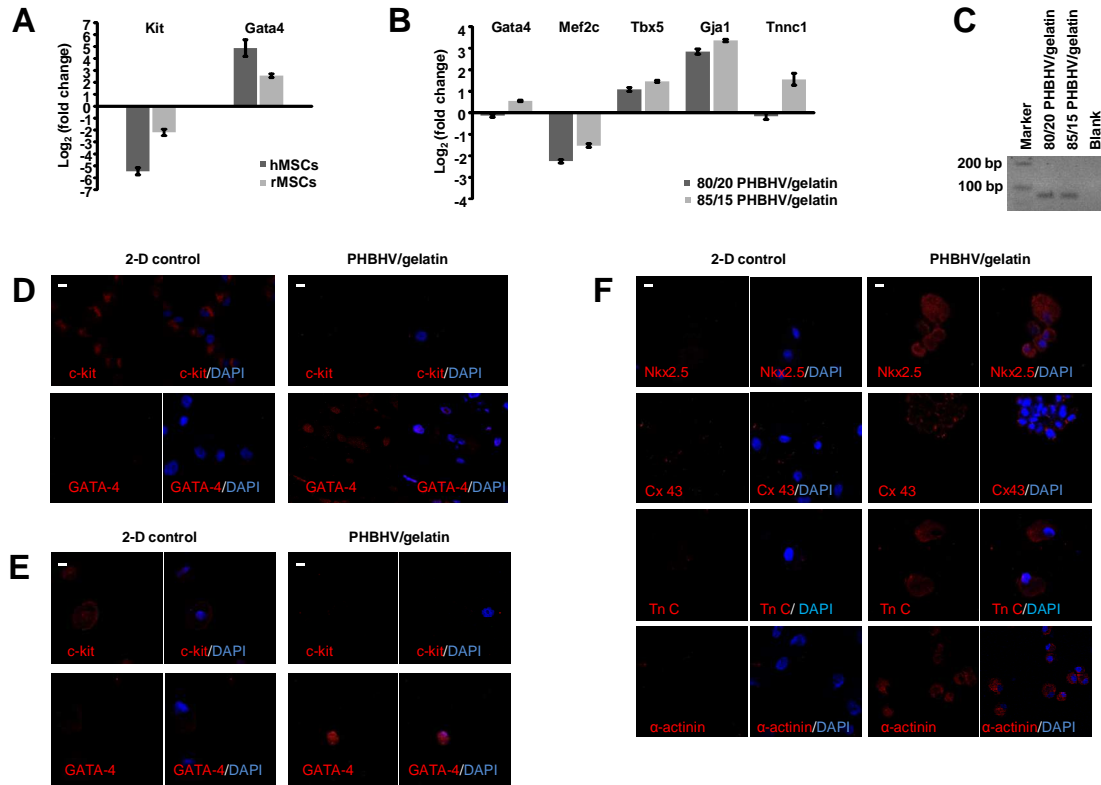 A
Kit
Gata4
Log2 (fold change)
7
6
5
4
3
2
1
0
-1
-2
-3
-4
-5
-6
-7
hMSCs
rMSCs
B
Gata4
Mef2c
Tbx5
Gja1
Tnnc1
Log2 (fold change)
4
3
2
1
0
-1
-2
-3
-4
80/20 PHBHV/gelatin
85/15 PHBHV/gelatin
C
Marker
80/20 PHBHV/gelatin
85/15 PHBHV/gelatin
Blank
200 bp
100 bp
D
2-D control
PHBHV/gelatin
c-kit
c-kit/DAPI
c-kit
c-kit/DAPI
GATA-4
GATA-4/DAPI
GATA-4
GATA-4/DAPI
E
2-D control
PHBHV/gelatin
c-kit
c-kit/DAPI
c-kit
c-kit/DAPI
GATA-4
GATA-4/DAPI
GATA-4
GATA-4/DAPI
F
2-D control
PHBHV/gelatin
Nkx2.5
Nkx2.5/DAPI
Nkx2.5
Nkx2.5/DAPI
Cx 43
Cx 43/DAPI
Cx 43
Cx43/DAPI
Tn C
Tn C/ DAPI
Tn C
Tn C/DAPI
α-actinin
α-actinin/DAPI
α-actinin
α-actinin/DAPI